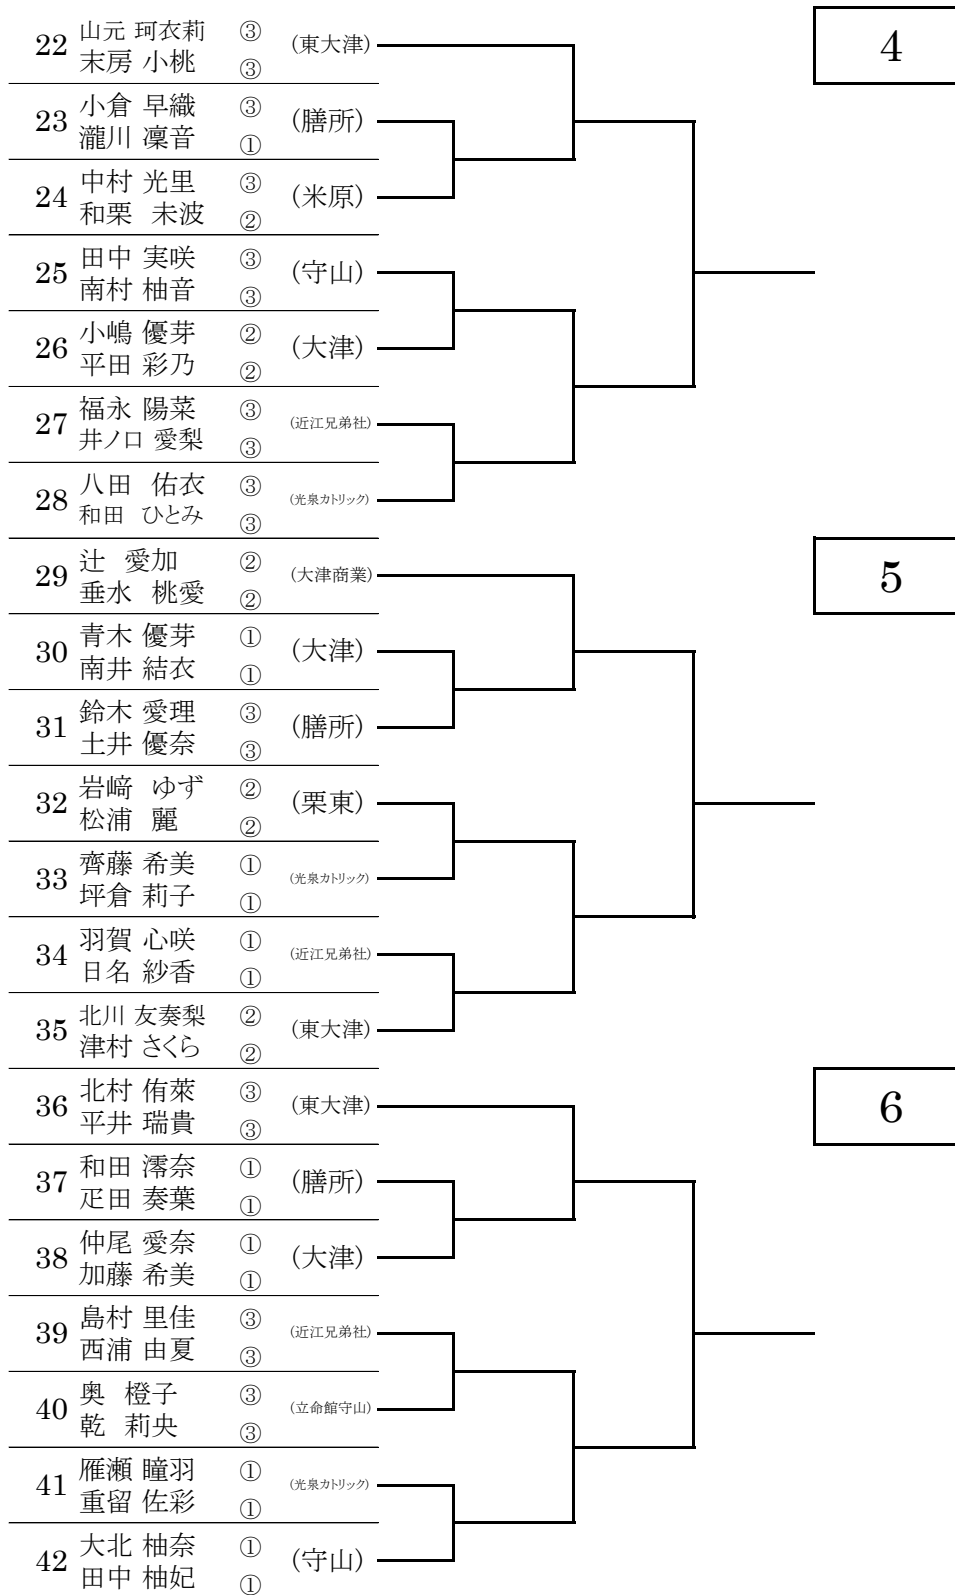 22 山元 珂衣莉 ③ (東大津)
末房 小桃 ③
4
23 小倉 早織 ③ (膳所)
瀧川 凜音 ①
24 中村 光里 ③ (米原)
和栗 未波 ②
25 田中 実咲 ③ (守山)
南村 柚音 ③
26 小嶋 優芽 ② (大津)
平田 彩乃 ②
27 福永 陽菜 ③ (近江兄弟社)
井ノ口 愛梨 ③
28 八田 佑衣 ③ (光泉カトリック)
和田 ひとみ ③
29 辻 愛加 ② (大津商業)
垂水 桃愛 ②
5
30 青木 優芽 ① (大津)
南井 結衣 ①
31 鈴木 愛理 ③ (膳所)
土井 優奈 ③
32 岩﨑 ゆず ② (栗東)
松浦 麗 ②
33 齊藤 希美 ① (光泉カトリック)
坪倉 莉子 ①
34 羽賀 心咲 ① (近江兄弟社)
日名 紗香 ①
35 北川 友奏梨 ② (東大津)
津村 さくら ②
36 北村 侑萊 ③ (東大津)
平井 瑞貴 ③
6
37 和田 澪奈 ① (膳所)
疋田 奏葉 ①
38 仲尾 愛奈 ① (大津)
加藤 希美 ①
39 島村 里佳 ③ (近江兄弟社)
西浦 由夏 ③
40 奥 橙子 ③ (立命館守山)
乾 莉央 ③
41 雁瀬 瞳羽 ① (光泉カトリック)
重留 佐彩 ①
42 大北 柚奈 ① (守山)
田中 柚妃 ①